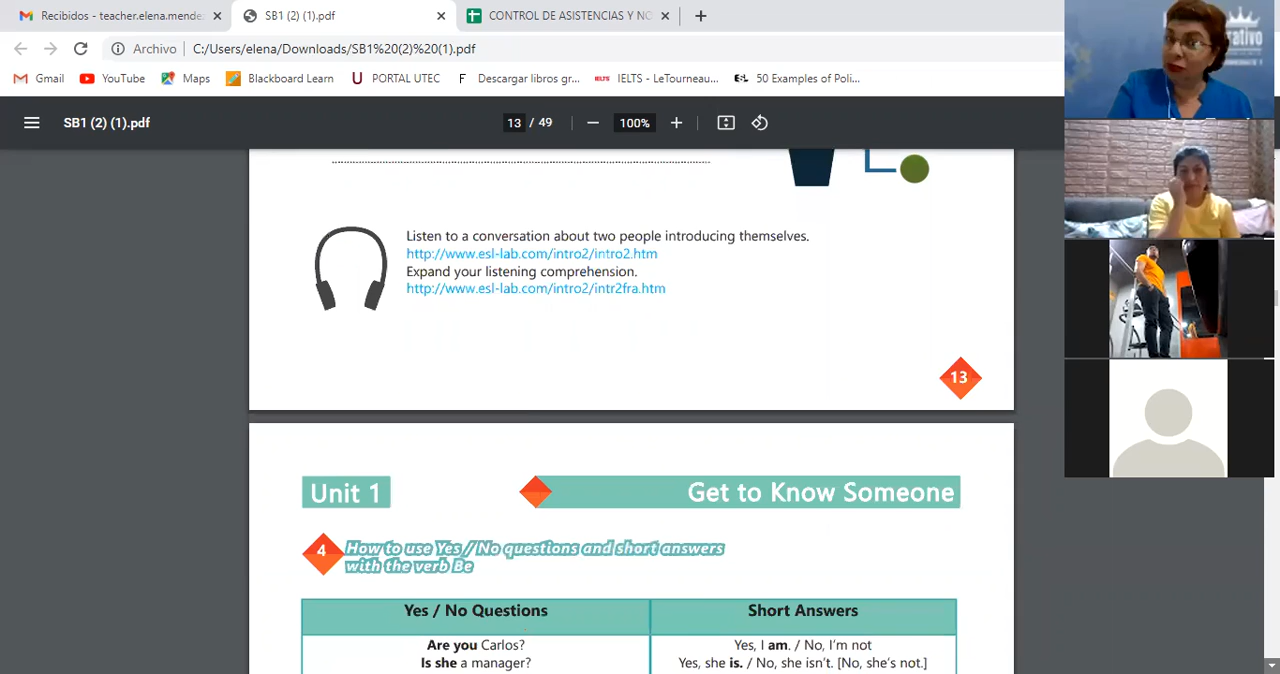 Recibidos - teacher.elena.mende
SB1 (2) (1).pdf
CONTROL DE ASISTENCIAS Y NO
Archivo
C:/Users/elena/Downloads/SB1%20(2)%20(1).pdf
Gmail
YouTube
Maps
Blackboard Learn
PORTAL UTEC
Descargar libros gr...
IELTS - LeTourneau...
50 Examples of Poli...
SB1 (2) (1).pdf
13 / 49
100%
Listen to a conversation about two people introducing themselves.
http://www.esl-lab.com/intro2/intro2.htm
Expand your listening comprehension.
http://www.esl-lab.com/intro2/intr2fra.htm
13
Unit 1
Get to Know Someone
4
How to use Yes / No questions and short answers
with the verb Be
Yes / No Questions
Short Answers
Are you Carlos?
Yes, I am. / No, I'm not
Is she a manager?
Yes, she is. / No, she isn't. [No, she's not.]